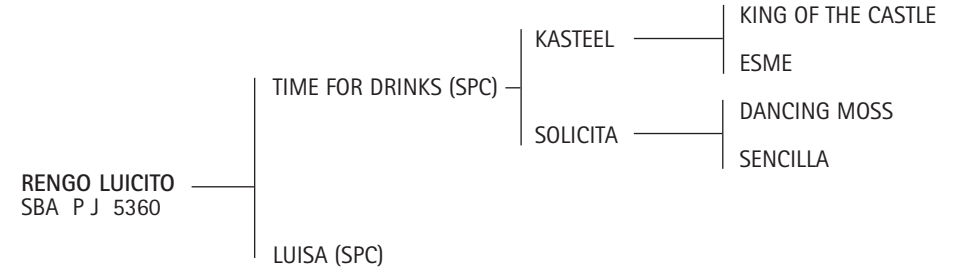 KING OF THE CASTLE
KASTEEL
ESME
TIME FOR DRINKS (SPC)
DANCING MOSS
SOLICITA
SENCILLA
RENGO LUICITO
SBA P J 5360
LUISA (SPC)